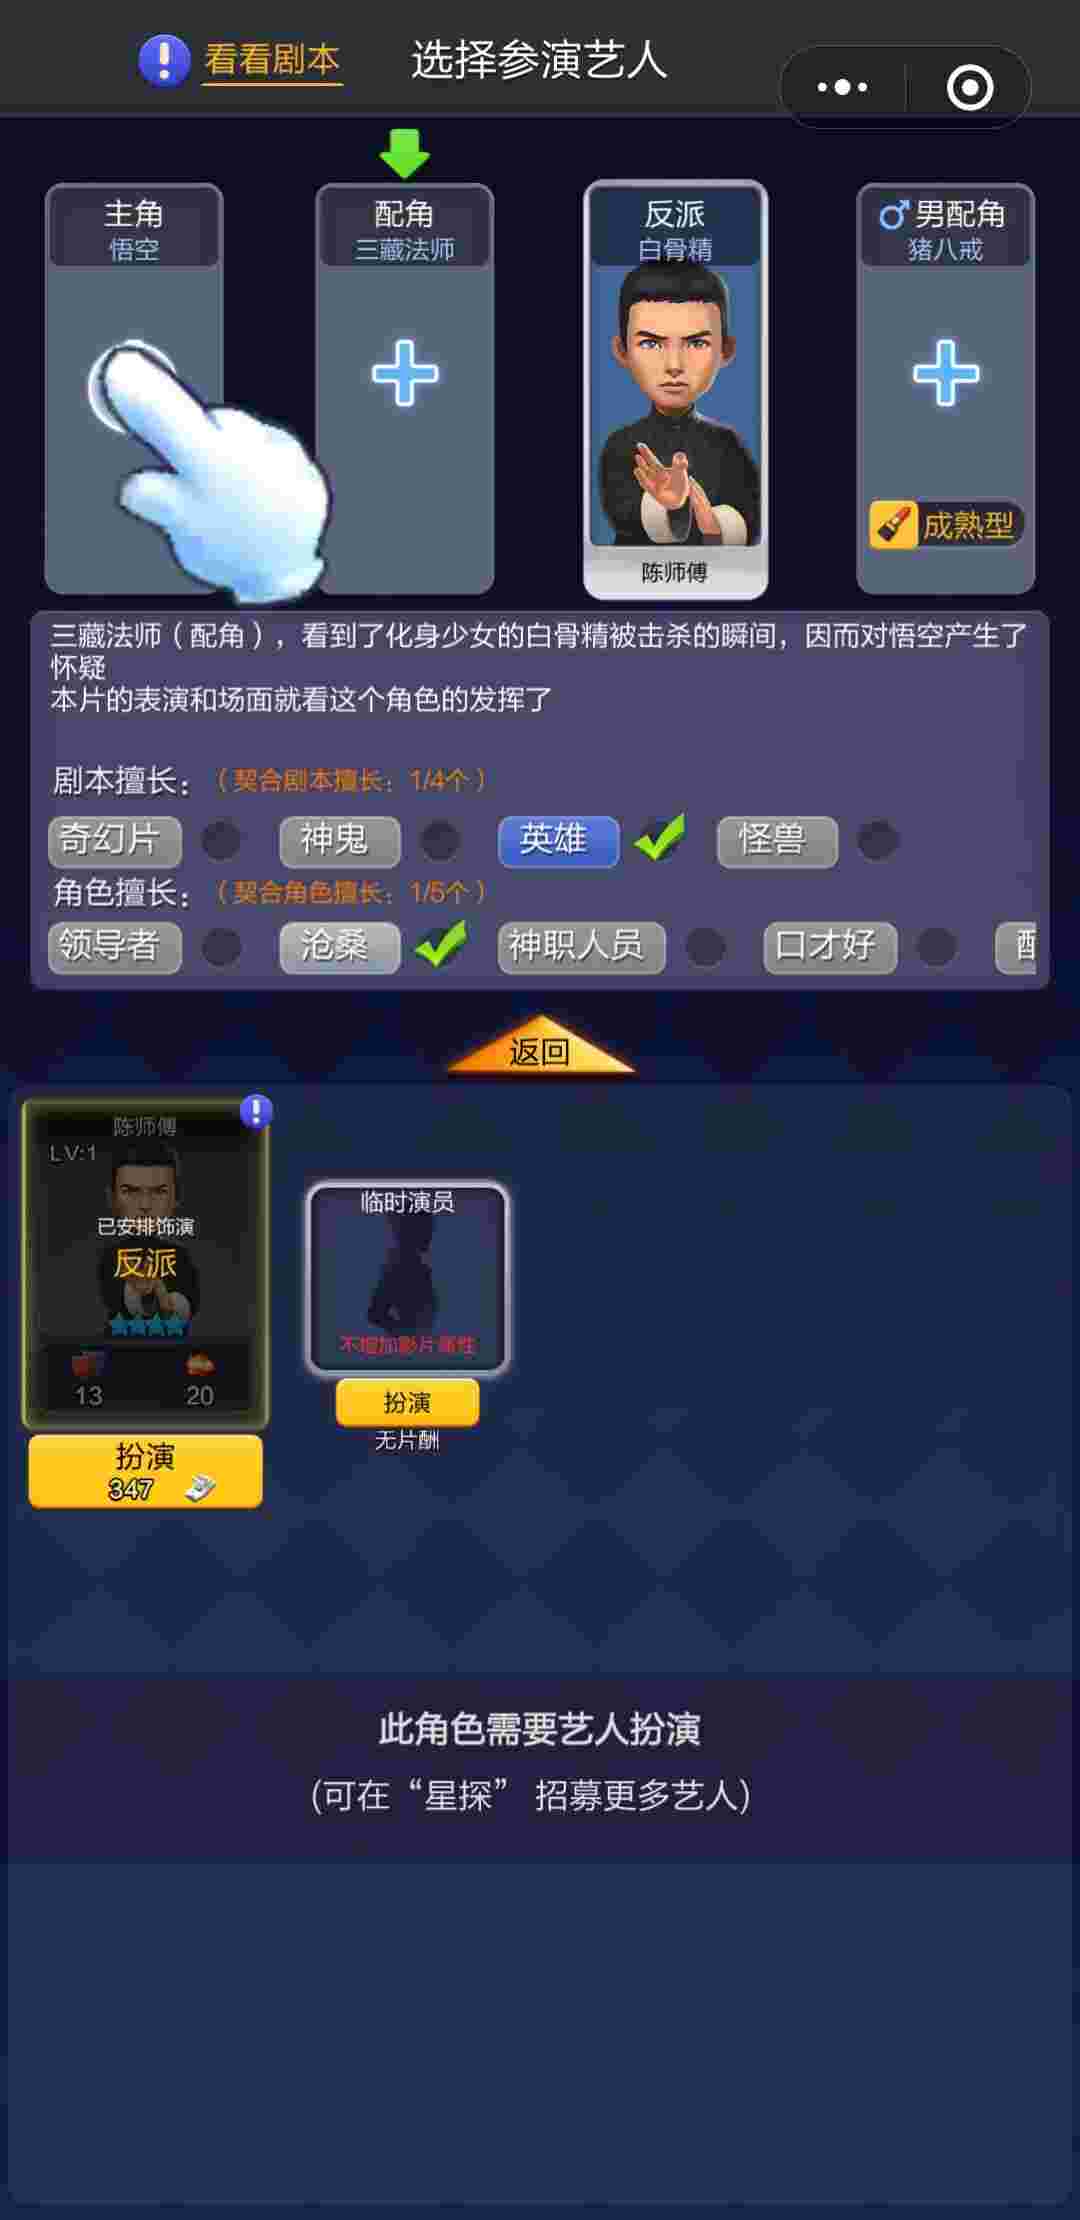 看看剧本
选择参演艺人
主角
悟空
配角
三藏法师
反派
白骨精
陈师傅
男配角
猪八戒
成熟型
三藏法师（配角），看到了化身少女的白骨精被击杀的瞬间，因而对悟空产生了
怀疑
本片的表演和场面就看这个角色的发挥了
剧本擅长：（契合剧本擅长：1/4个）
奇幻片 神鬼 英雄 怪兽
角色擅长：（契合角色擅长：1/5个）
领导者 沧桑 神职人员 口才好
返回
陈师傅
LV:1
已安排饰演
反派
13 20
扮演
347
临时演员
不增加影片属性
扮演
无片酬
此角色需要艺人扮演
(可在“星探” 招募更多艺人)